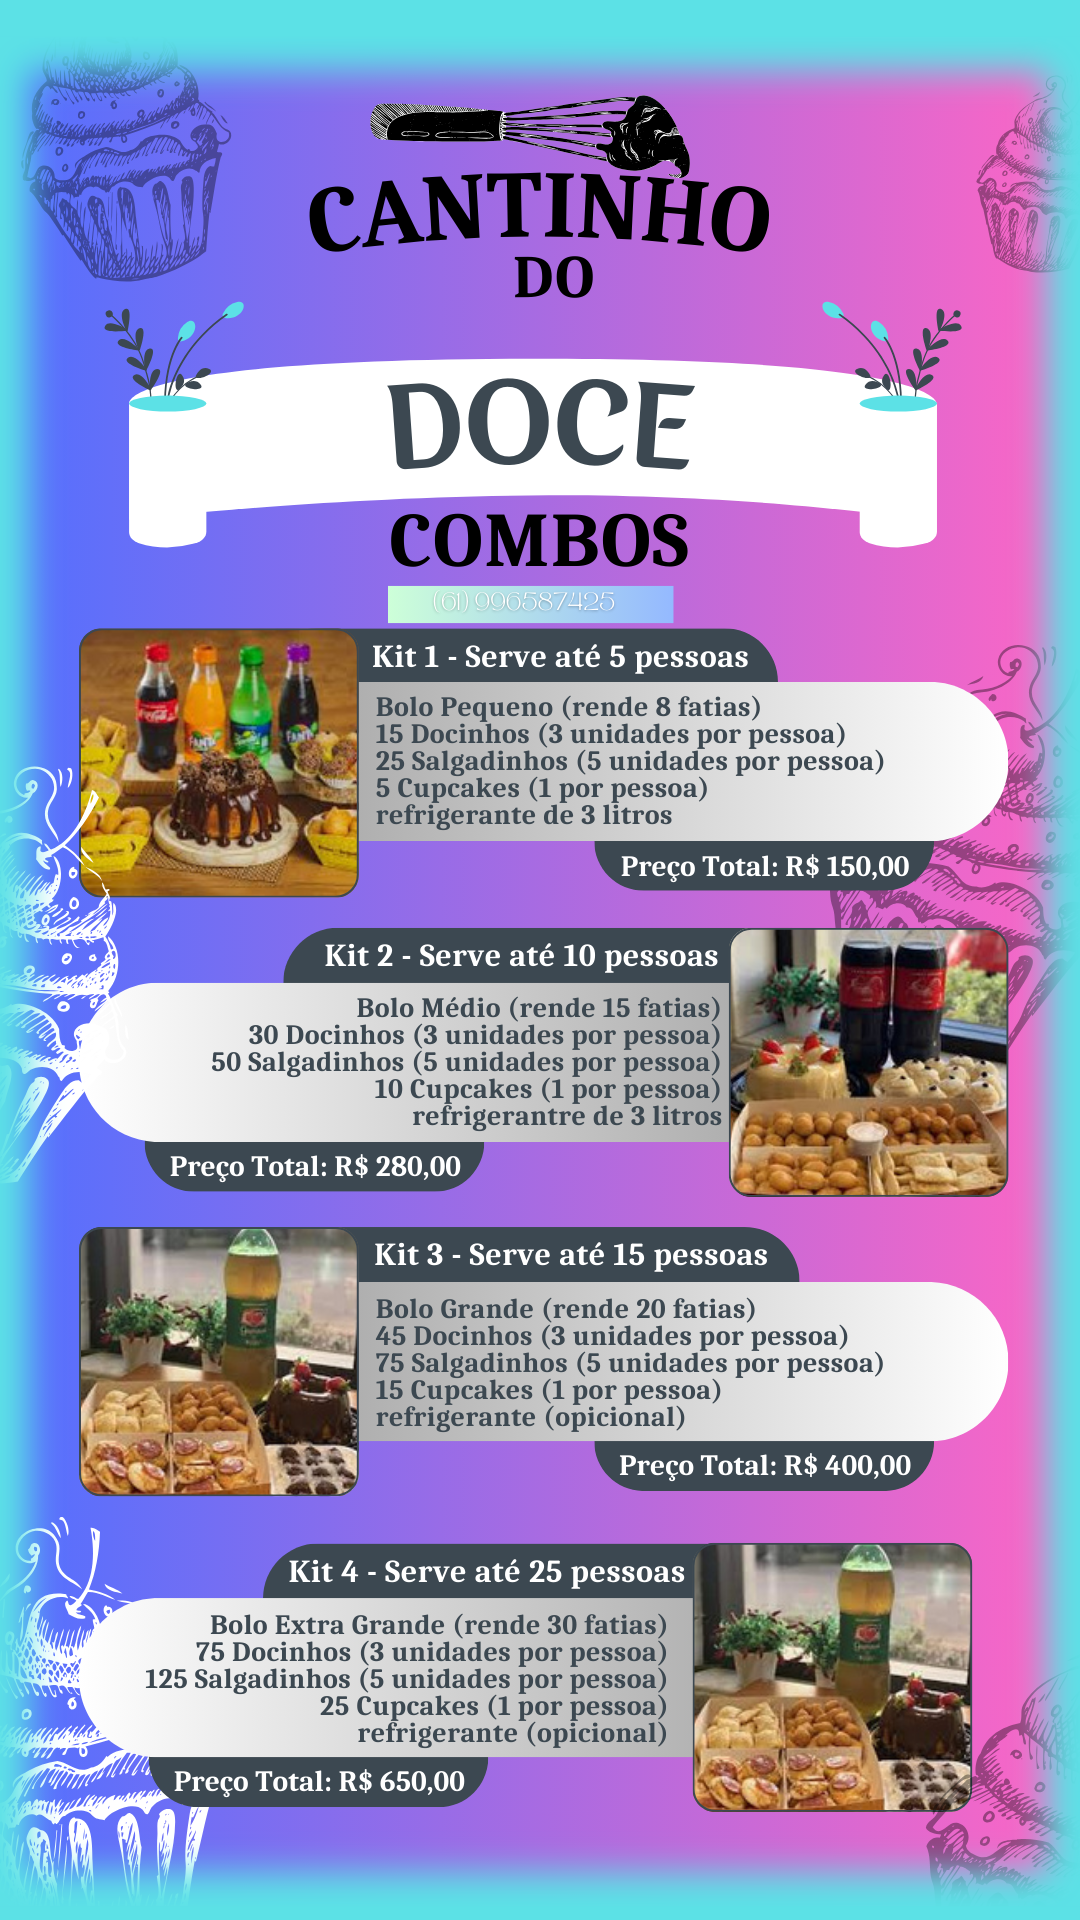 CANTINHO
DO
DOCE
COMBOS
(61) 996587425
Kit 1 - Serve até 5 pessoas
Bolo Pequeno (rende 8 fatias)
15 Docinhos (3 unidades por pessoa)
25 Salgadinhos (5 unidades por pessoa)
5 Cupcakes (1 por pessoa)
refrigerante de 3 litros
Preço Total: R$ 150,00
Kit 2 - Serve até 10 pessoas
Bolo Médio (rende 15 fatias)
30 Docinhos (3 unidades por pessoa)
50 Salgadinhos (5 unidades por pessoa)
10 Cupcakes (1 por pessoa)
refrigerantre de 3 litros
Preço Total: R$ 280,00
Kit 3 - Serve até 15 pessoas
Bolo Grande (rende 20 fatias)
45 Docinhos (3 unidades por pessoa)
75 Salgadinhos (5 unidades por pessoa)
15 Cupcakes (1 por pessoa)
refrigerante (opicional)
Preço Total: R$ 400,00
Kit 4 - Serve até 25 pessoas
Bolo Extra Grande (rende 30 fatias)
75 Docinhos (3 unidades por pessoa)
125 Salgadinhos (5 unidades por pessoa)
25 Cupcakes (1 por pessoa)
refrigerante (opicional)
Preço Total: R$ 650,00